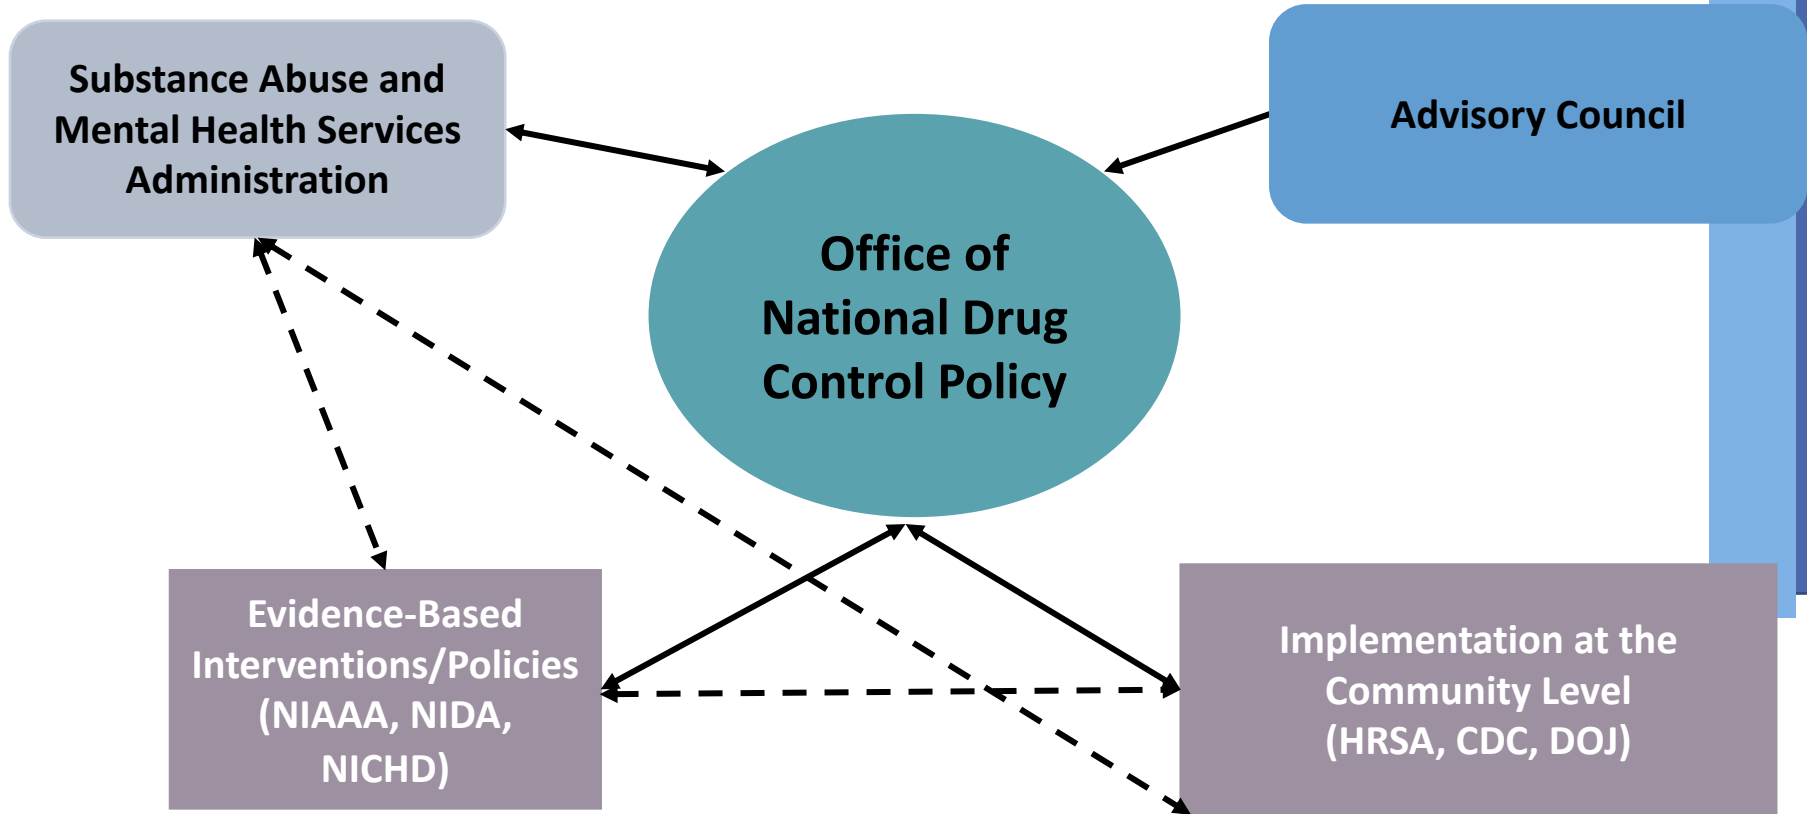 Substance Abuse and
Mental Health Services
Administration
Advisory Council
Office of
National Drug
Control Policy
Evidence-Based
Interventions/Policies
(NIAAA, NIDA,
NICHD)
Implementation at the
Community Level
(HRSA, CDC, DOJ)